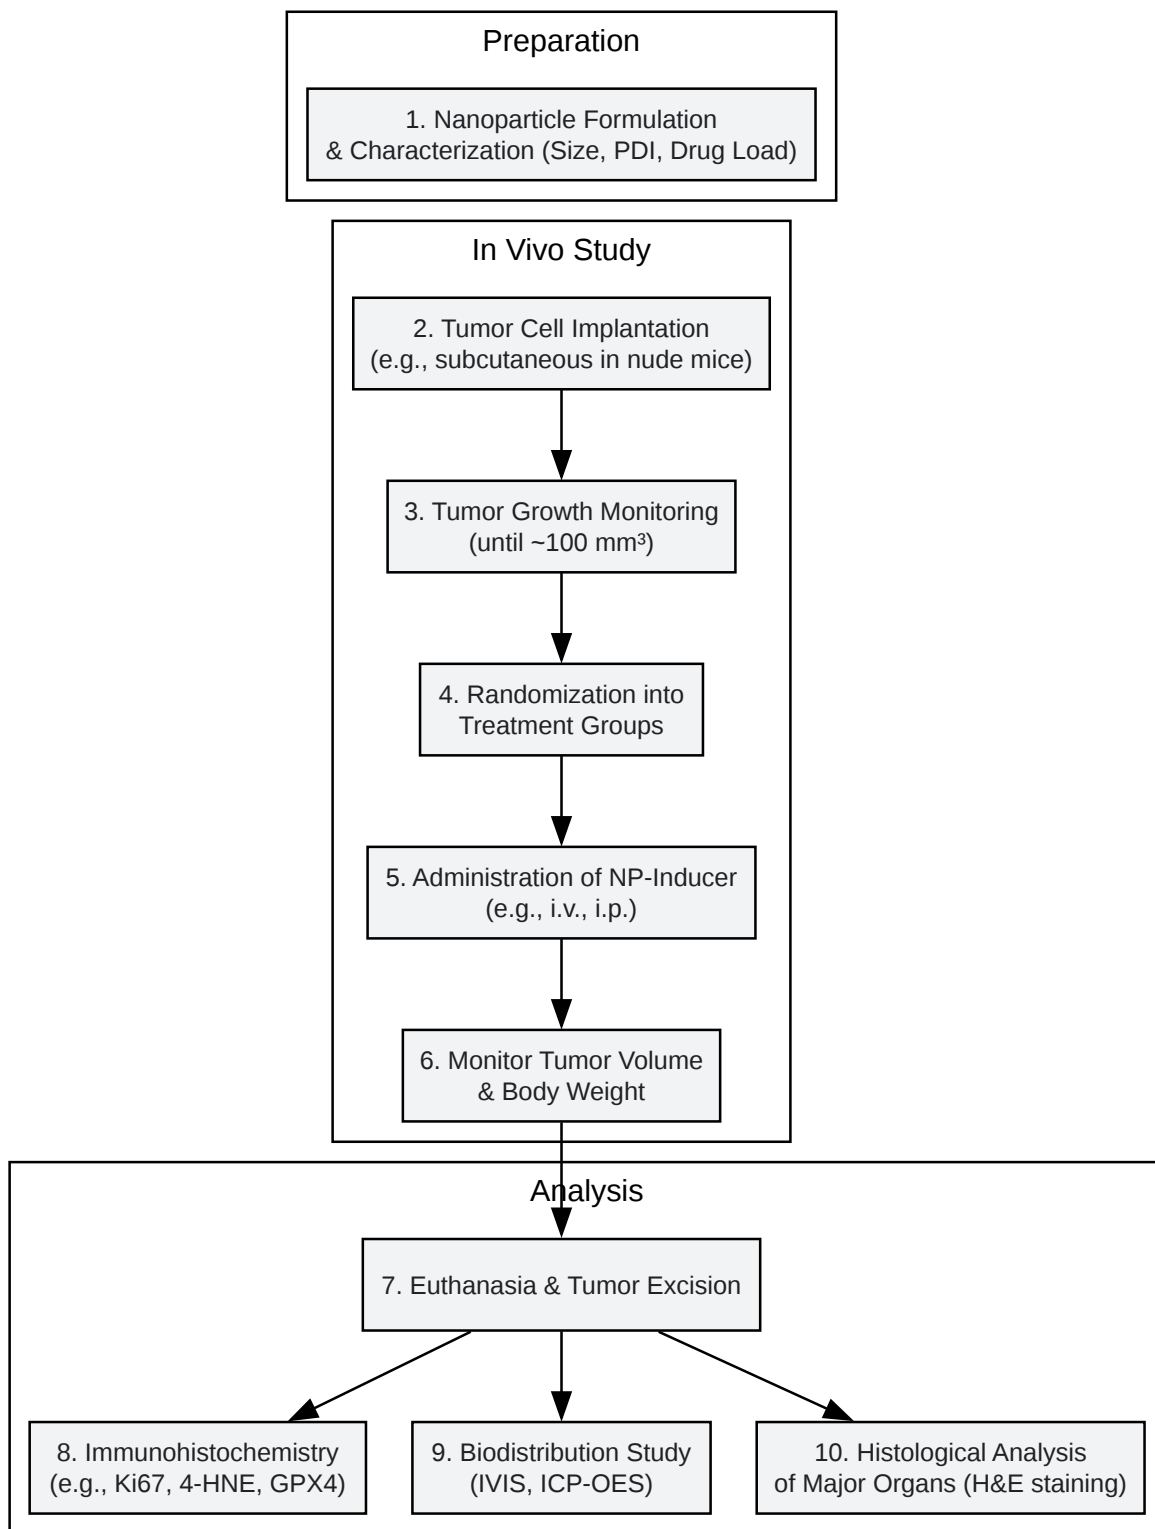 Preparation
1. Nanoparticle Formulation
& Characterization (Size, PDI, Drug Load)
In Vivo Study
2. Tumor Cell Implantation
(e.g., subcutaneous in nude mice)
3. Tumor Growth Monitoring
(until ~100 mm³)
4. Randomization into
Treatment Groups
5. Administration of NP-Inducer
(e.g., i.v., i.p.)
6. Monitor Tumor Volume
& Body Weight
Analysis
7. Euthanasia & Tumor Excision
8. Immunohistochemistry
(e.g., Ki67, 4-HNE, GPX4)
9. Biodistribution Study
(IVIS, ICP-OES)
10. Histological Analysis
of Major Organs (H&E staining)